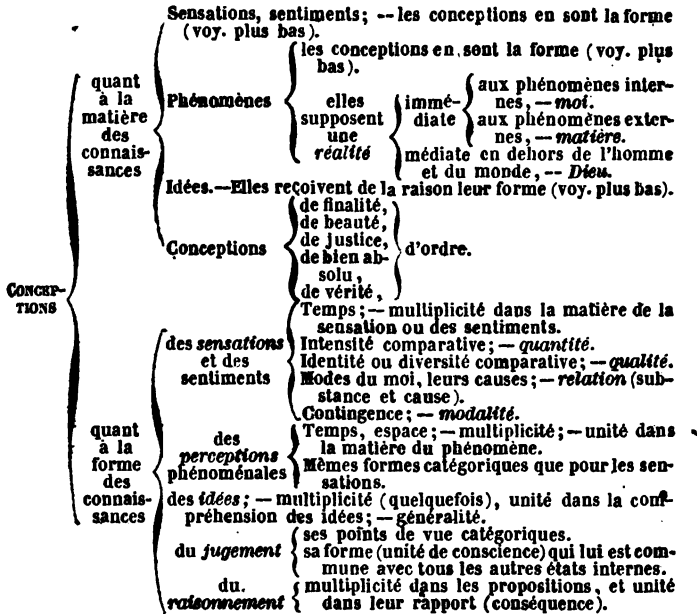 Sensations, sentiments; — les conceptions en sont la forme
(voy. plus bas).
les conceptions en sont la forme (voy. plus
bas).
quant
à la
matière
des
connais-
sances
Phénomènes
elles
supposent
une
réalité
immé-
diate
aux phénomènes inter-
nes, — moi.
aux phénomènes exter-
nes, — matière.
médiate en dehors de l'homme
et du monde, — Dieu.
Idées. — Elles reçoivent de la raison leur forme (voy. plus bas).
Conceptions
de finalité,
de beauté,
de justice,
de bien ab-
solu,
de vérité,
d'ordre.
CONCEP-
TIONS
quant
à la
forme
des
connais-
sances
des sensations
et des
sentiments
Temps; — multiplicité dans la matière de la
sensation ou des sentiments.
Intensité comparative; — quantité.
Identité ou diversité comparative; — qualité.
Modes du moi, leurs causes; — relation (sub-
stance et cause).
Contingence; — modalité.
des
perceptions
phénoménales
Temps, espace; — multiplicité; — unité dans
la matière du phénomène.
Mêmes formes catégoriques que pour les sen-
sations.
des idées; — multiplicité (quelquefois), unité dans la com-
préhension des idées; — généralité.
du jugement
ses points de vue catégoriques.
sa forme (unité de conscience) qui lui est com-
mune avec tous les autres états internes.
du
raisonnement
multiplicité dans les propositions, et unité
dans leur rapport (conséquence).